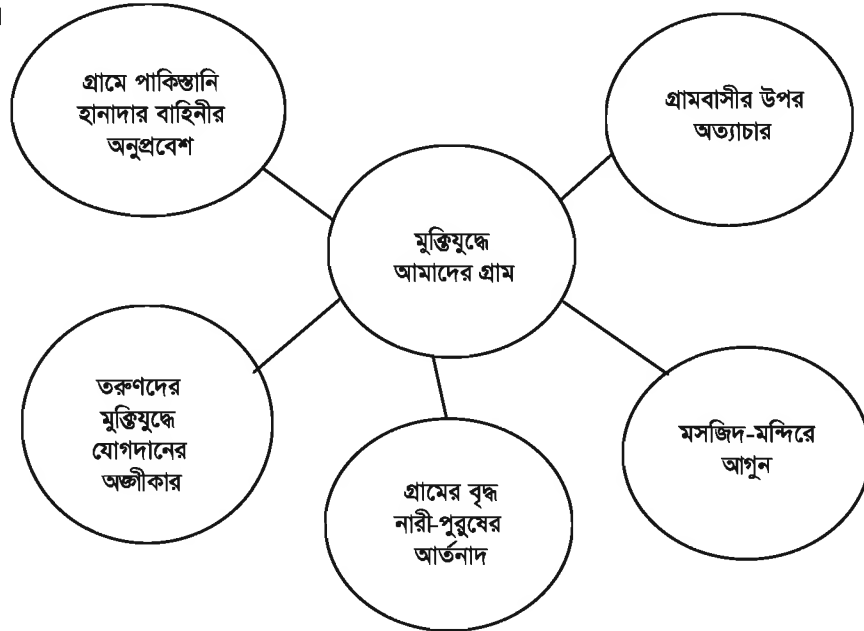 গ্রামে পাকিস্তানি
হানাদার বাহিনীর
অনুপ্রবেশ
গ্রামবাসীর উপর
অত্যাচার
মুক্তিযুদ্ধে
আমাদের গ্রাম
তরুণদের
মুক্তিযুদ্ধে
যোগদানের
অঙ্গীকার
গ্রামের বৃদ্ধ
নারী-পুরুষের
আর্তনাদ
মসজিদ-মন্দিরে
আগুন